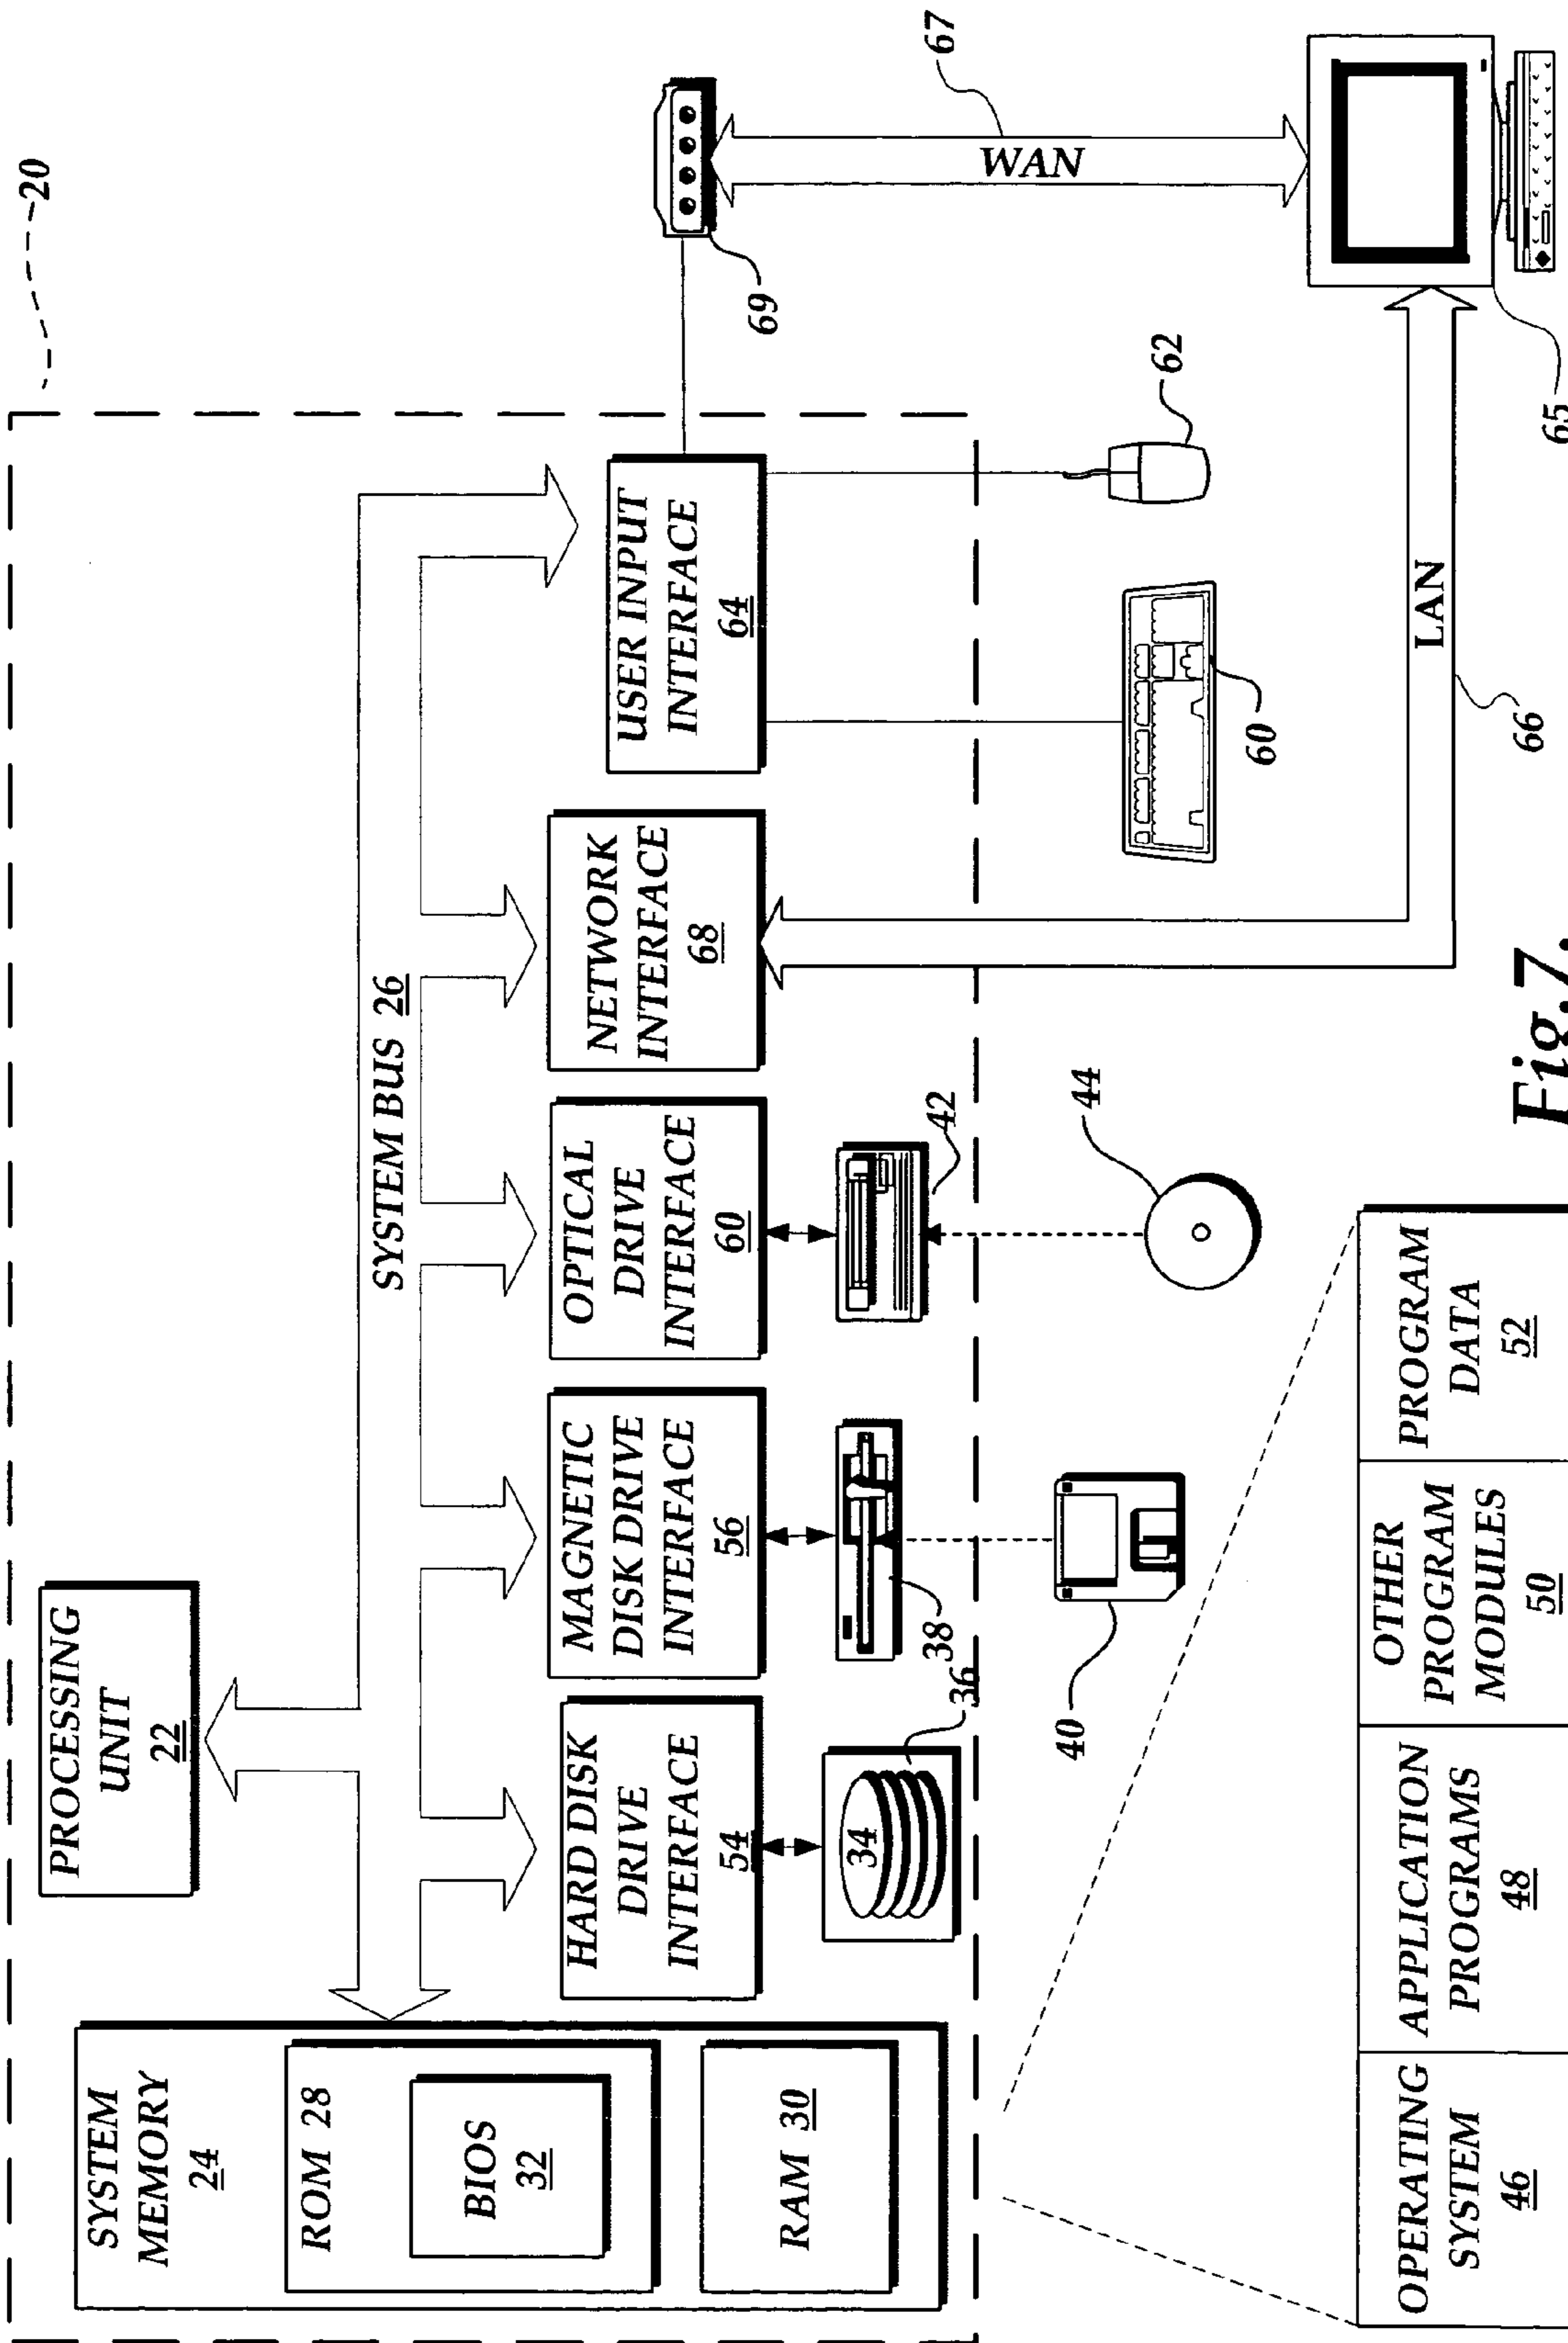 20
PROCESSING
UNIT
22
SYSTEM
MEMORY
24
ROM 28
BIOS
32
RAM 30
SYSTEM BUS 26
HARD DISK
DRIVE
INTERFACE
54
MAGNETIC
DISK DRIVE
INTERFACE
56
OPTICAL
DRIVE
INTERFACE
60
NETWORK
INTERFACE
68
USER INPUT
INTERFACE
64
34
36
38
42
69
40
44
60
62
WAN
67
LAN
66
65
OPERATING
SYSTEM
46
APPLICATION
PROGRAMS
48
OTHER
PROGRAM
MODULES
50
PROGRAM
DATA
52
Fig.7.